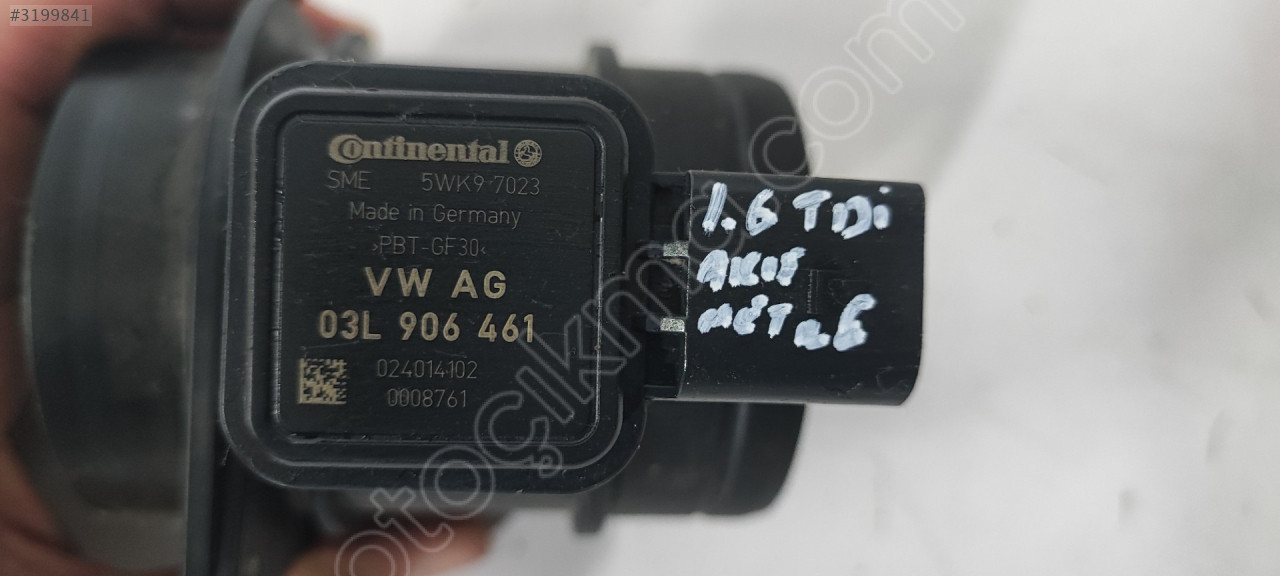 #3199841
Continental
SME 5WK9 7023
Made in Germany
>PBT-GF30<
VW AG
03L 906 461
024014102
0008761
1.6 TDi
AKIŞ
METRE
otoçıkma.com